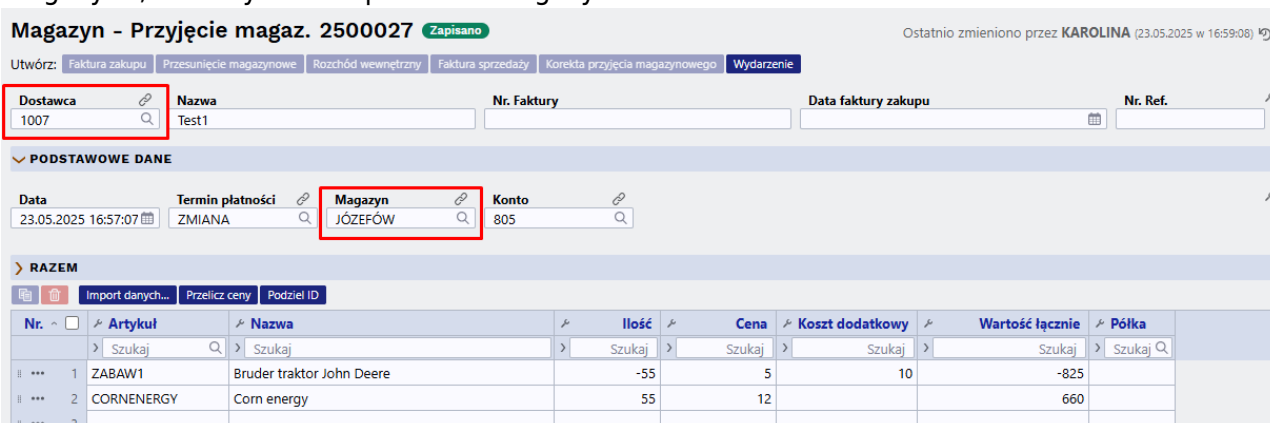 Magazyn - Przyjęcie magaz. 2500027 Zapisano
Ostatnio zmieniono przez KAROLINA (23.05.2025 w 16:59:08)
Utwórz: Faktura zakupu Przesunięcie magazynowe Rozchód wewnętrzny Faktura sprzedaży Korekta przyjęcia magazynowego Wydarzenie
Dostawca Nazwa Nr. Faktury Data faktury zakupu Nr. Ref.
1007 Test1
PODSTAWOWE DANE
Data Termin płatności Magazyn Konto
23.05.2025 16:57:07 ZMIANA JÓZEFÓW 805
RAZEM
Import danych... Przelicz ceny Podziel ID
Nr. Artykuł Nazwa Ilość Cena Koszt dodatkowy Wartość łącznie Półka
Szukaj Szukaj Szukaj Szukaj Szukaj Szukaj Szukaj
1 ZABAW1 Bruder traktor John Deere -55 5 10 -825
2 CORNENERGY Corn energy 55 12 660